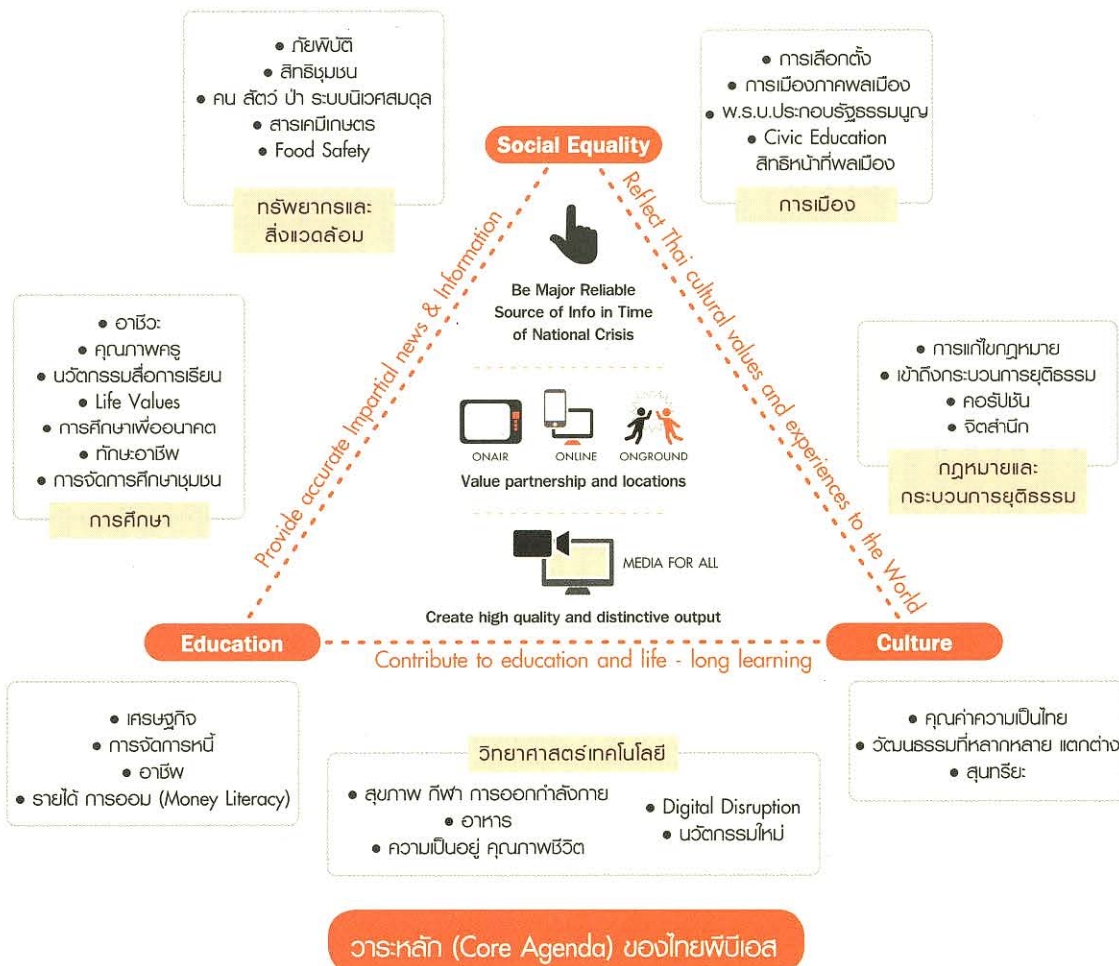 ● ภัยพิบัติ
● สิทธิชุมชน
● คน สัตว์ ป่า ระบบนิเวศสมดุล
● สารเคมีเกษตร
● Food Safety
ทรัพยากรและ
สิ่งแวดล้อม
● การเลือกตั้ง
● การเมืองภาคพลเมือง
● พ.ร.บ.ประกอบรัฐธรรมนูญ
● Civic Education
สิทธิหน้าที่พลเมือง
การเมือง
Social Equality
Provide accurate Impartial news & Information
Reflect Thai cultural values and experiences to the World
Be Major Reliable
Source of Info in Time
of National Crisis
● อาชีวะ
● คุณภาพครู
● นวัตกรรมสื่อการเรียน
● Life Values
● การศึกษาเพื่ออนาคต
● ทักษะอาชีพ
● การจัดการศึกษาชุมชน
การศึกษา
ONAIR ONLINE ONGROUND
Value partnership and locations
● การแก้ไขกฎหมาย
● เข้าถึงกระบวนการยุติธรรม
● คอรัปชัน
● จิตสำนึก
กฎหมายและ
กระบวนการยุติธรรม
MEDIA FOR ALL
Create high quality and distinctive output
Education
Culture
Contribute to education and life - long learning
● เศรษฐกิจ
● การจัดการหนี้
● อาชีพ
● รายได้ การออม (Money Literacy)
วิทยาศาสตร์เทคโนโลยี
● สุขภาพ กีฬา การออกกำลังกาย
● อาหาร
● ความเป็นอยู่ คุณภาพชีวิต
● Digital Disruption
● นวัตกรรมใหม่
● คุณค่าความเป็นไทย
● วัฒนธรรมที่หลากหลาย แตกต่าง
● สุนทรียะ
วาระหลัก (Core Agenda) ของไทยพีบีเอส